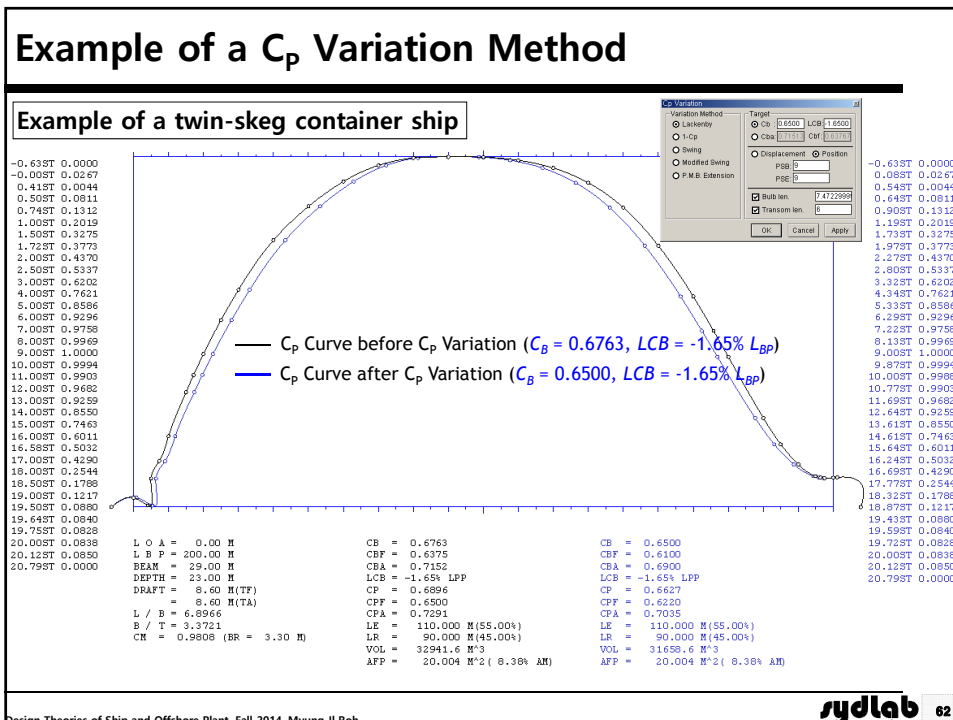 Example of a CP Variation Method
Example of a twin-skeg container ship
Cp Variation
Variation Method
Lackenby
1-Cp
Swing
Modified Swing
P.M.B. Extension
Target
Cb : 0.6500 LCB: -1.6500
Cba: 0.71513 Cbf: 0.63767
Displacement Position
PSB: 9
PSE: 9
Bulb len. 7.4722999
Transom len. 6
OK Cancel Apply
-0.63ST 0.0000
-0.00ST 0.0267
0.41ST 0.0044
0.50ST 0.0811
0.74ST 0.1312
1.00ST 0.2019
1.50ST 0.3275
1.72ST 0.3773
2.00ST 0.4370
2.50ST 0.5337
3.00ST 0.6202
4.00ST 0.7621
5.00ST 0.8586
6.00ST 0.9296
7.00ST 0.9758
8.00ST 0.9969
9.00ST 1.0000
10.00ST 0.9994
11.00ST 0.9903
12.00ST 0.9682
13.00ST 0.9259
14.00ST 0.8550
15.00ST 0.7463
16.00ST 0.6011
16.58ST 0.5032
17.00ST 0.4290
18.00ST 0.2544
18.50ST 0.1788
19.00ST 0.1217
19.50ST 0.0880
19.64ST 0.0840
19.75ST 0.0828
20.00ST 0.0838
20.12ST 0.0850
20.79ST 0.0000
CP Curve before CP Variation (CB = 0.6763, LCB = -1.65% LBP)
CP Curve after CP Variation (CB = 0.6500, LCB = -1.65% LBP)
-0.63ST 0.0000
0.08ST 0.0267
0.54ST 0.0044
0.64ST 0.0811
0.90ST 0.1312
1.19ST 0.2019
1.73ST 0.3275
1.97ST 0.3773
2.27ST 0.4370
2.80ST 0.5337
3.32ST 0.6202
4.34ST 0.7621
5.33ST 0.8586
6.29ST 0.9296
7.22ST 0.9758
8.13ST 0.9969
9.00ST 1.0000
9.87ST 0.9994
10.00ST 0.9988
10.77ST 0.9903
11.69ST 0.9682
12.64ST 0.9259
13.61ST 0.8550
14.61ST 0.7463
15.64ST 0.6011
16.24ST 0.5032
16.69ST 0.4290
17.77ST 0.2544
18.32ST 0.1788
18.87ST 0.1217
19.43ST 0.0880
19.59ST 0.0840
19.72ST 0.0828
20.00ST 0.0838
20.12ST 0.0850
20.79ST 0.0000
L O A = 0.00 M
L B P = 200.00 M
BEAM = 29.00 M
DEPTH = 23.00 M
DRAFT = 8.60 M(TF)
= 8.60 M(TA)
L / B = 6.8966
B / T = 3.3721
CM = 0.9808 (BR = 3.30 M)
CB = 0.6763
CBF = 0.6375
CBA = 0.7152
LCB = -1.65% LPP
CP = 0.6896
CPF = 0.6500
CPA = 0.7291
LE = 110.000 M(55.00%)
LR = 90.000 M(45.00%)
VOL = 32941.6 M^3
AFP = 20.004 M^2( 8.38% AM)
CB = 0.6500
CBF = 0.6100
CBA = 0.6900
LCB = -1.65% LPP
CP = 0.6627
CPF = 0.6220
CPA = 0.7035
LE = 110.000 M(55.00%)
LR = 90.000 M(45.00%)
VOL = 31658.6 M^3
AFP = 20.004 M^2( 8.38% AM)
Design Theories of Ship and Offshore Plant, Fall 2014, Myung-Il Roh
sydlab 62